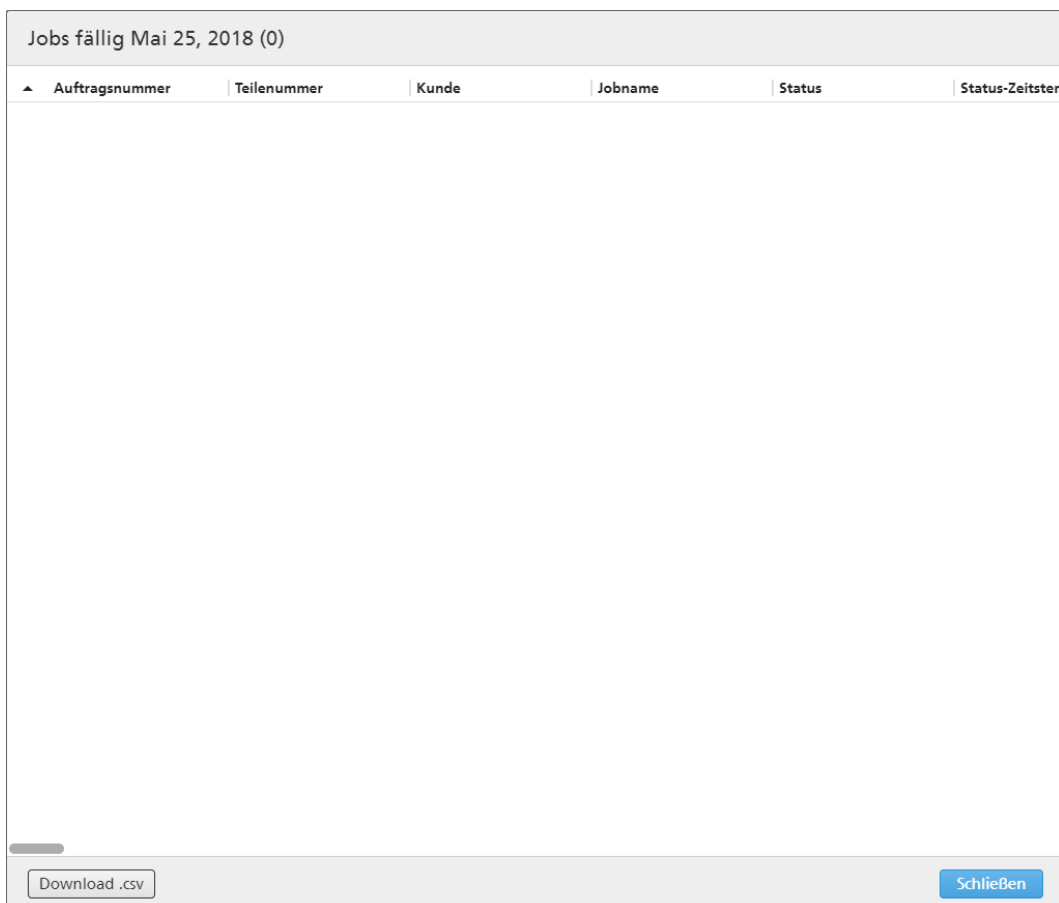 Jobs fällig Mai 25, 2018 (0)
Auftragsnummer Teilenummer Kunde Jobname Status Status-Zeitster
Download .csv Schließen